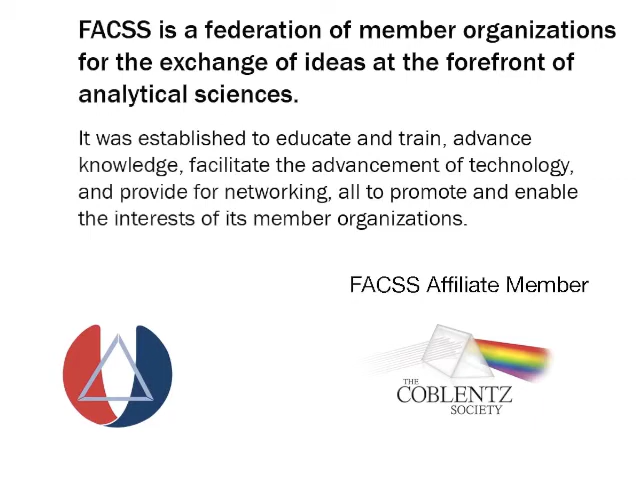 FACSS is a federation of member organizations
for the exchange of ideas at the forefront of
analytical sciences.
It was established to educate and train, advance
knowledge, facilitate the advancement of technology,
and provide for networking, all to promote and enable
the interests of its member organizations.
FACSS Affiliate Member
THE
COBLENTZ
SOCIETY